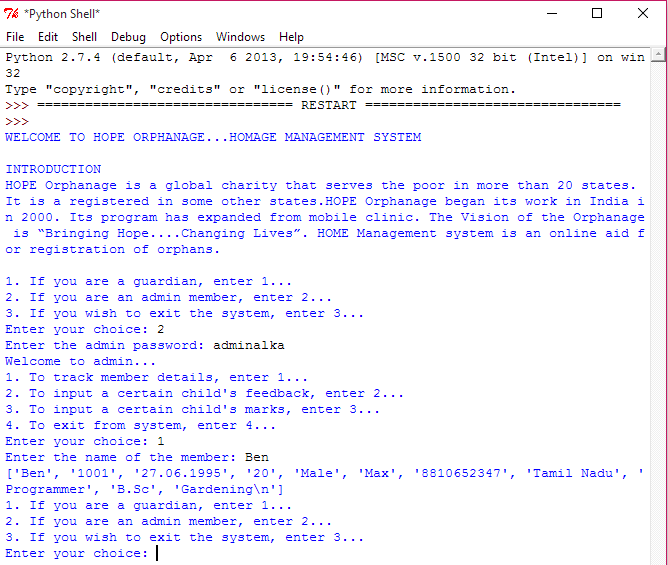 *Python Shell*
File Edit Shell Debug Options Windows Help
Python 2.7.4 (default, Apr  6 2013, 19:54:46) [MSC v.1500 32 bit (Intel)] on win
32
Type "copyright", "credits" or "license()" for more information.
>>> ================================ RESTART ================================
>>>
WELCOME TO HOPE ORPHANAGE...HOMAGE MANAGEMENT SYSTEM
INTRODUCTION
HOPE Orphanage is a global charity that serves the poor in more than 20 states.
It is a registered in some other states.HOPE Orphanage began its work in India i
n 2000. Its program has expanded from mobile clinic. The Vision of the Orphanage
 is “Bringing Hope....Changing Lives”. HOME Management system is an online aid f
or registration of orphans.
1. If you are a guardian, enter 1...
2. If you are an admin member, enter 2...
3. If you wish to exit the system, enter 3...
Enter your choice: 2
Enter the admin password: adminalka
Welcome to admin...
1. To track member details, enter 1...
2. To input a certain child's feedback, enter 2...
3. To input a certain child's marks, enter 3...
4. To exit from system, enter 4...
Enter your choice: 1
Enter the name of the member: Ben
['Ben', '1001', '27.06.1995', '20', 'Male', 'Max', '8810652347', 'Tamil Nadu', '
Programmer', 'B.Sc', 'Gardening\n']
1. If you are a guardian, enter 1...
2. If you are an admin member, enter 2...
3. If you wish to exit the system, enter 3...
Enter your choice: